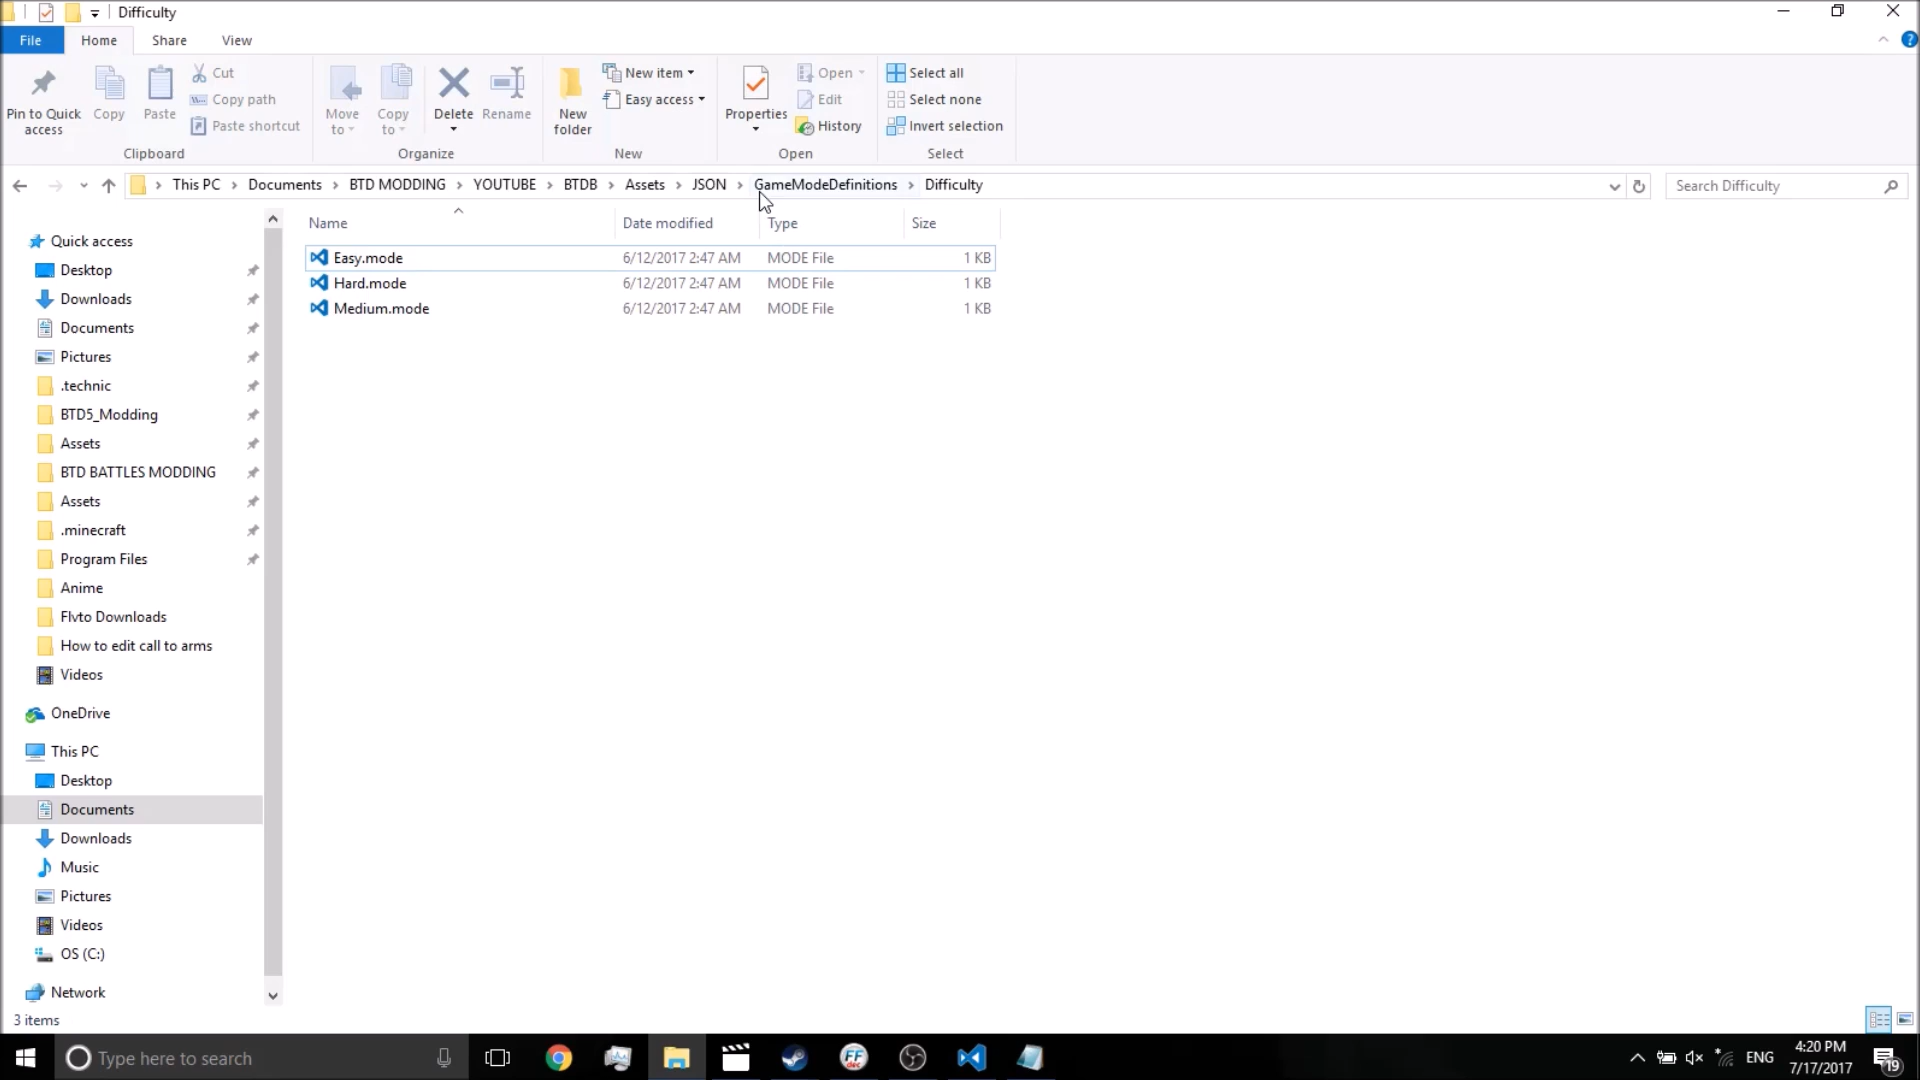 Difficulty
File Home Share View
Pin to Quick access
Copy
Paste
Cut
Copy path
Paste shortcut
Clipboard
Move to
Copy to
Delete
Rename
Organize
New folder
New item
Easy access
New
Properties
Open
Edit
History
Open
Select all
Select none
Invert selection
Select
This PC > Documents > BTD MODDING > YOUTUBE > BTDB > Assets > JSON > GameModeDefinitions > Difficulty
Search Difficulty
Name Date modified Type Size
Easy.mode 6/12/2017 2:47 AM MODE File 1 KB
Hard.mode 6/12/2017 2:47 AM MODE File 1 KB
Medium.mode 6/12/2017 2:47 AM MODE File 1 KB
Quick access
Desktop
Downloads
Documents
Pictures
.technic
BTD5_Modding
Assets
BTD BATTLES MODDING
Assets
.minecraft
Program Files
Anime
Flvto Downloads
How to edit call to arms
Videos
OneDrive
This PC
Desktop
Documents
Downloads
Music
Pictures
Videos
OS (C:)
Network
3 items
Type here to search
FF dec
ENG
4:20 PM
7/17/2017
19